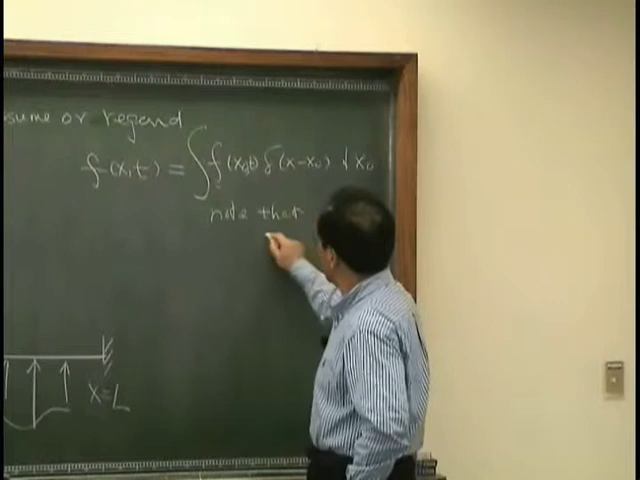 sume or regard
f(x,t) = ∫f(x₀,t) δ(x-x₀) dx₀
note that
x=L